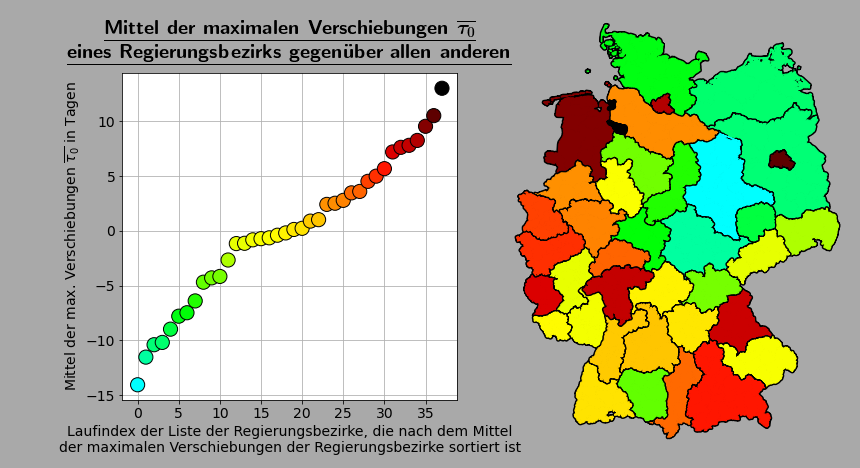 Mittel der maximalen Verschiebungen $\overline{\tau_0}$
eines Regierungsbezirks gegenüber allen anderen
Mittel der max. Verschiebungen $\overline{\tau}_0$ in Tagen
10
5
0
−5
−10
−15
0 5 10 15 20 25 30 35
Laufindex der Liste der Regierungsbezirke, die nach dem Mittel
der maximalen Verschiebungen der Regierungsbezirke sortiert ist